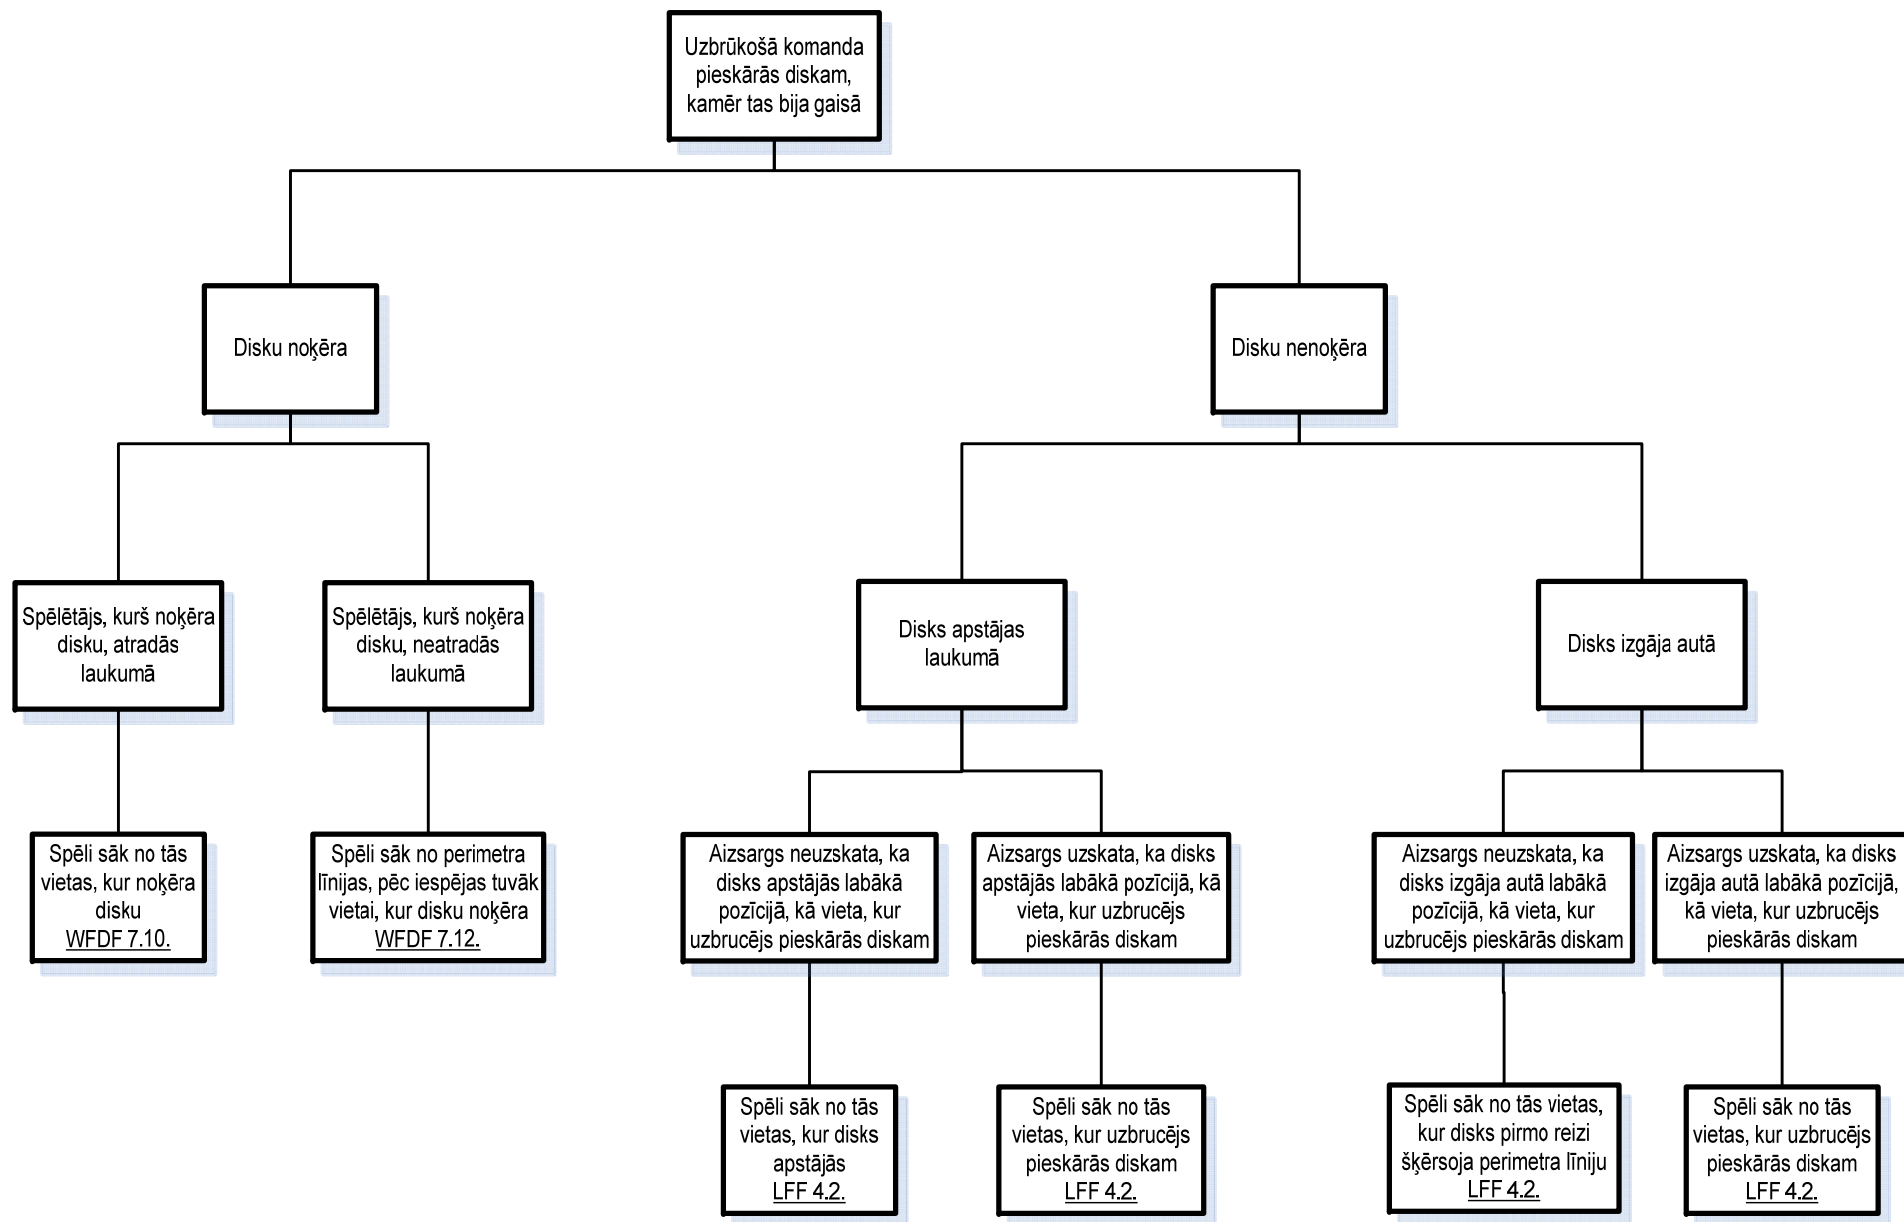 Uzbrūkošā komanda
pieskārās diskam,
kamēr tas bija gaisā
Disku noķēra
Disku nenoķēra
Spēlētājs, kurš noķēra
disku, atradās
laukumā
Spēlētājs, kurš noķēra
disku, neatradās
laukumā
Disks apstājas
laukumā
Disks izgāja autā
Spēli sāk no tās
vietas, kur noķēra
disku
WFDF 7.10.
Spēli sāk no perimetra
līnijas, pēc iespējas tuvāk
vietai, kur disku noķēra
WFDF 7.12.
Aizsargs neuzskata, ka
disks apstājās labākā
pozīcijā, kā vieta, kur
uzbrucējs pieskārās diskam
Aizsargs uzskata, ka disks
apstājās labākā pozīcijā, kā
vieta, kur uzbrucējs
pieskārās diskam
Aizsargs neuzskata, ka
disks izgāja autā labākā
pozīcijā, kā vieta, kur
uzbrucējs pieskārās diskam
Aizsargs uzskata, ka disks
izgāja autā labākā pozīcijā,
kā vieta, kur uzbrucējs
pieskārās diskam
Spēli sāk no tās
vietas, kur disks
apstājās
LFF 4.2.
Spēli sāk no tās
vietas, kur uzbrucējs
pieskārās diskam
LFF 4.2.
Spēli sāk no tās vietas,
kur disks pirmo reizi
šķērsoja perimetra līniju
LFF 4.2.
Spēli sāk no tās
vietas, kur uzbrucējs
pieskārās diskam
LFF 4.2.